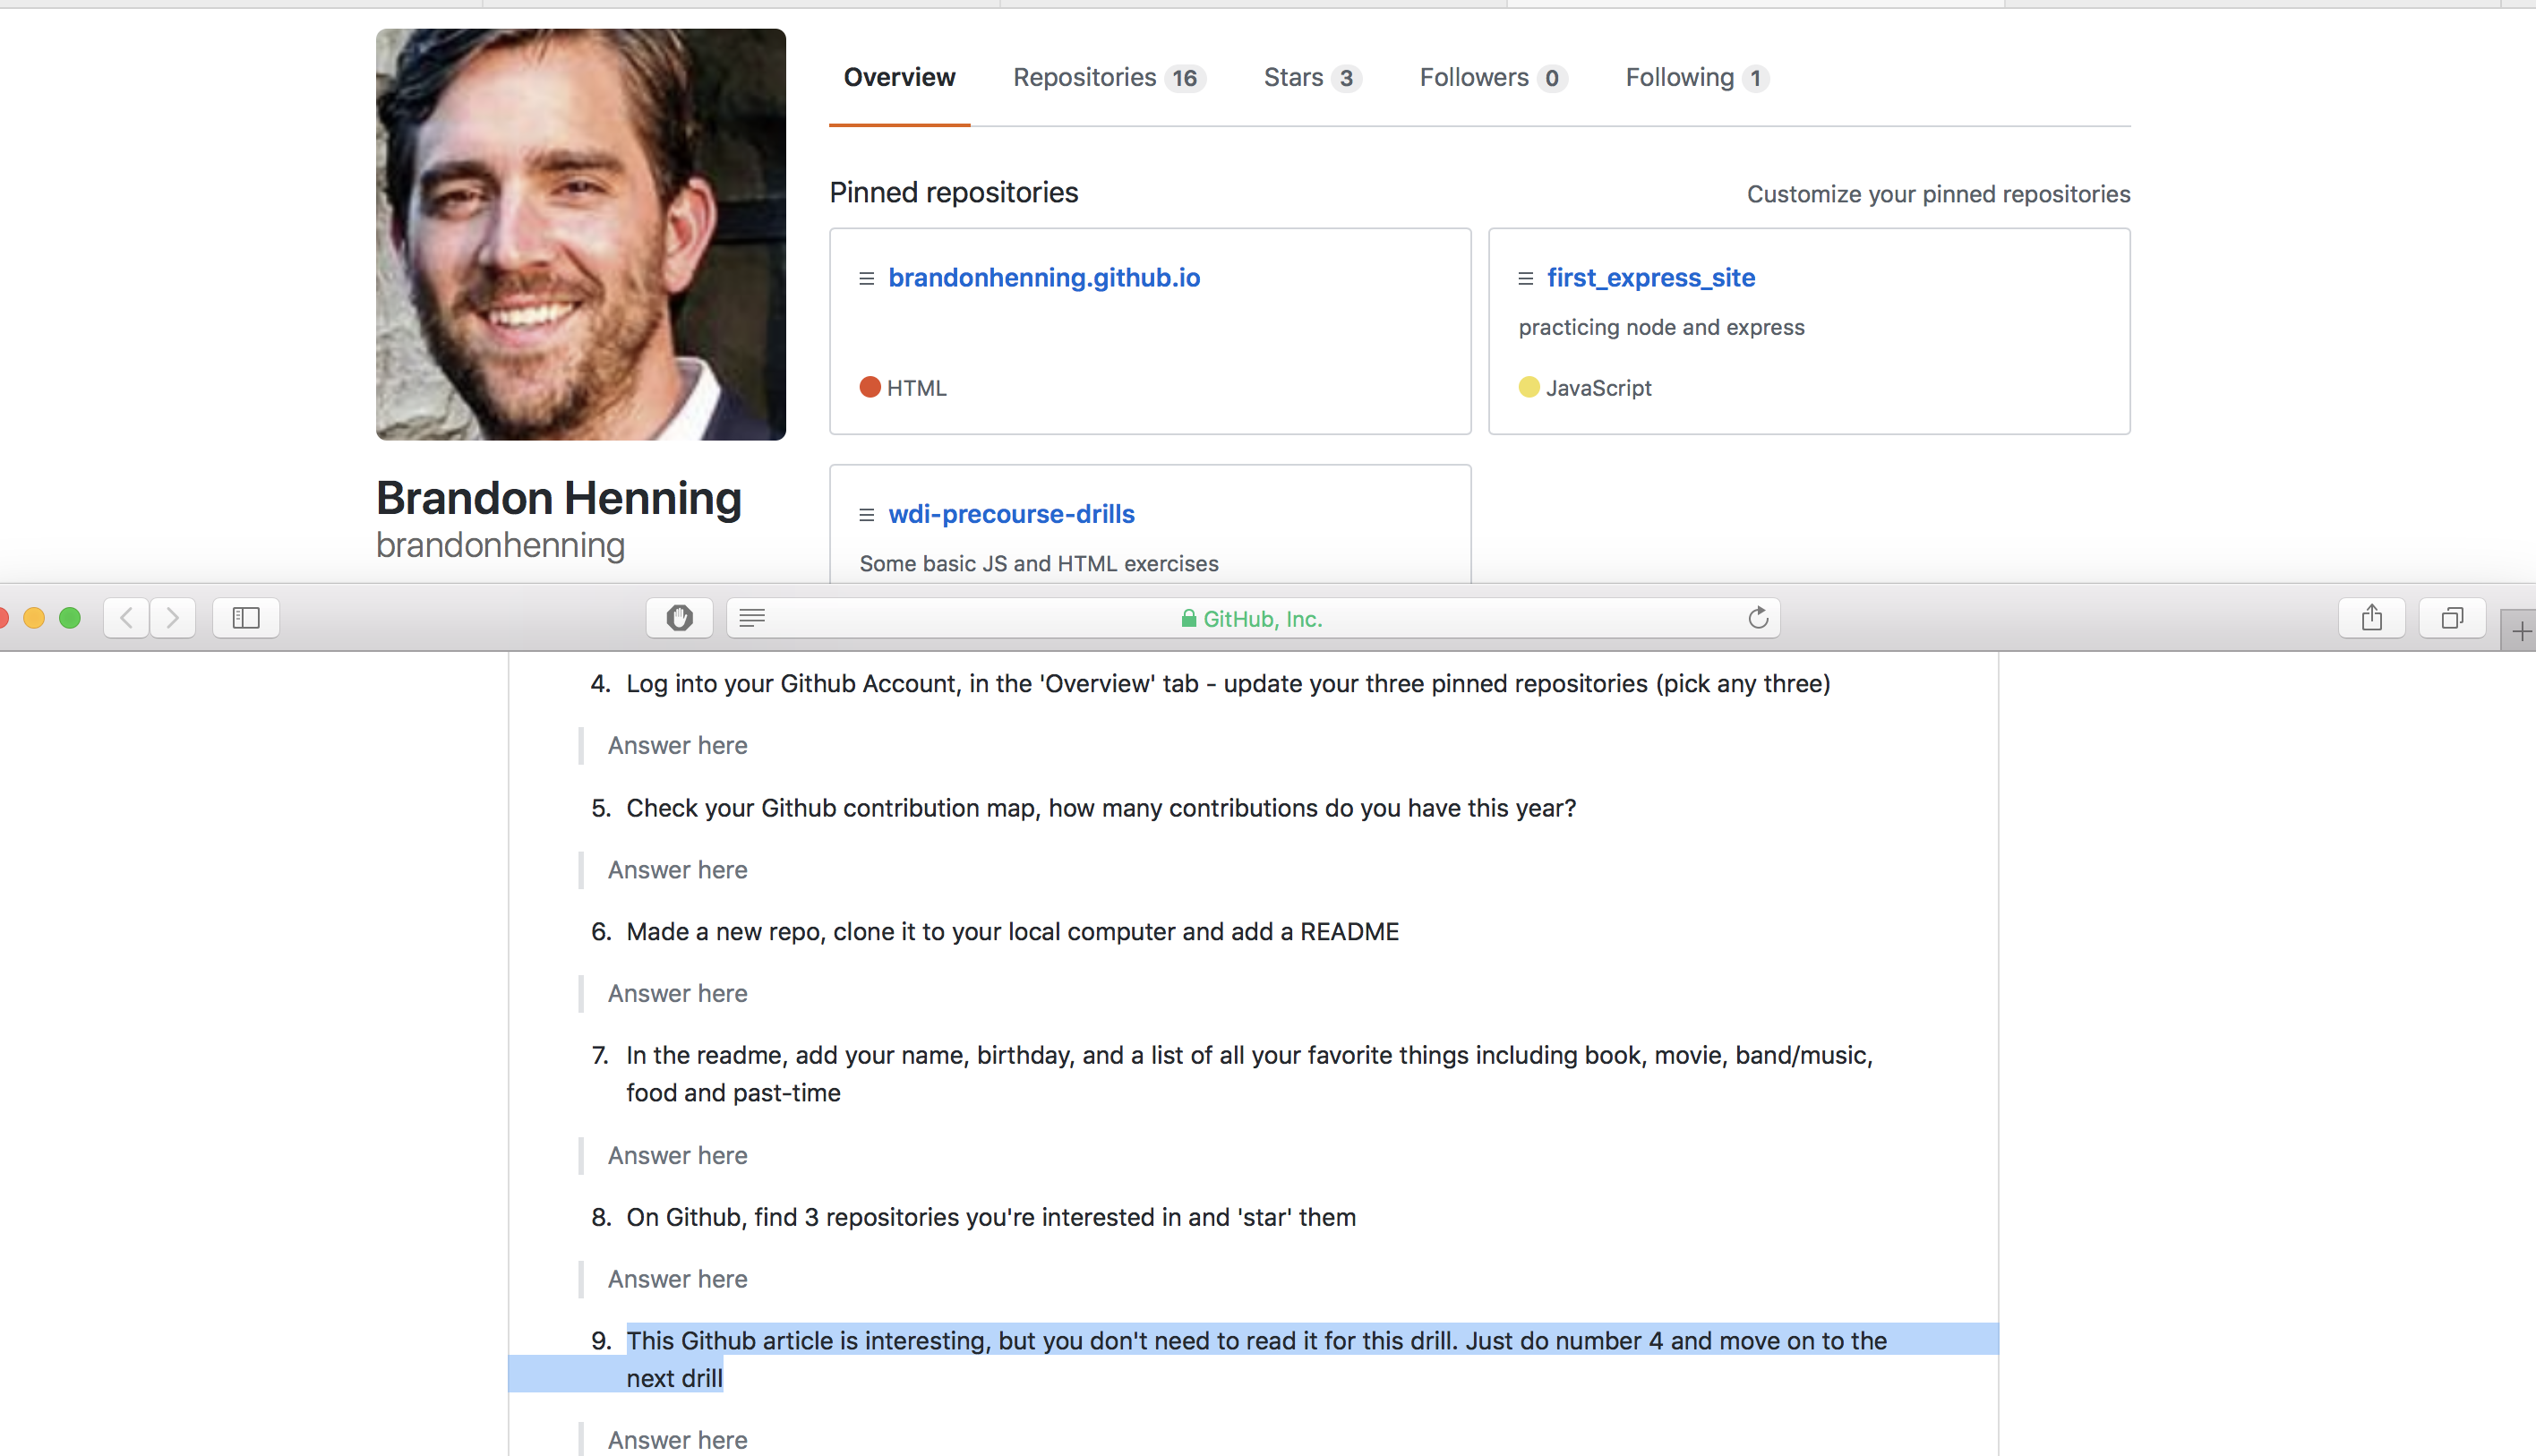 Overview Repositories 16 Stars 3 Followers 0 Following 1
Pinned repositories Customize your pinned repositories
brandonhenning.github.io
HTML
first_express_site
practicing node and express
JavaScript
Brandon Henning
brandonhenning
wdi-precourse-drills
Some basic JS and HTML exercises
GitHub, Inc.
4. Log into your Github Account, in the 'Overview' tab - update your three pinned repositories (pick any three)
Answer here
5. Check your Github contribution map, how many contributions do you have this year?
Answer here
6. Made a new repo, clone it to your local computer and add a README
Answer here
7. In the readme, add your name, birthday, and a list of all your favorite things including book, movie, band/music,
food and past-time
Answer here
8. On Github, find 3 repositories you're interested in and 'star' them
Answer here
9. This Github article is interesting, but you don't need to read it for this drill. Just do number 4 and move on to the
next drill
Answer here